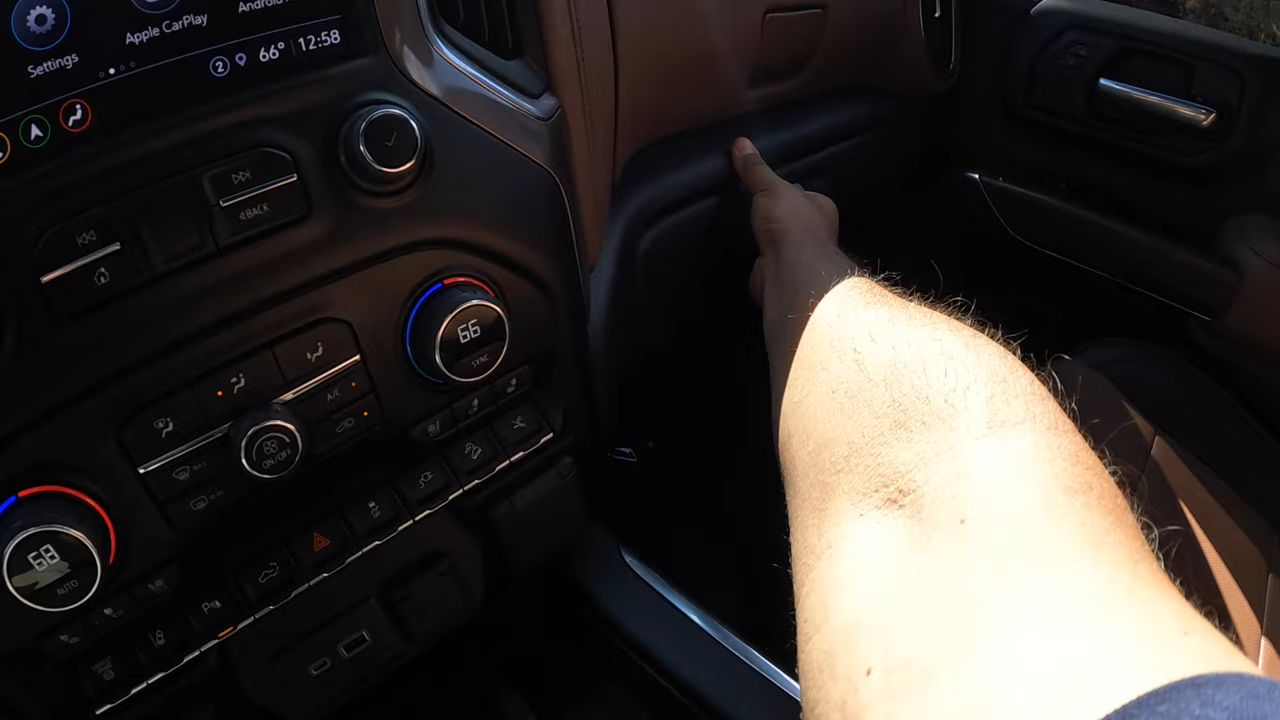 Settings
Apple CarPlay
Android
2 66° 12:58
BACK
66
SYNC
A/C
ON/OFF
68
AUTO